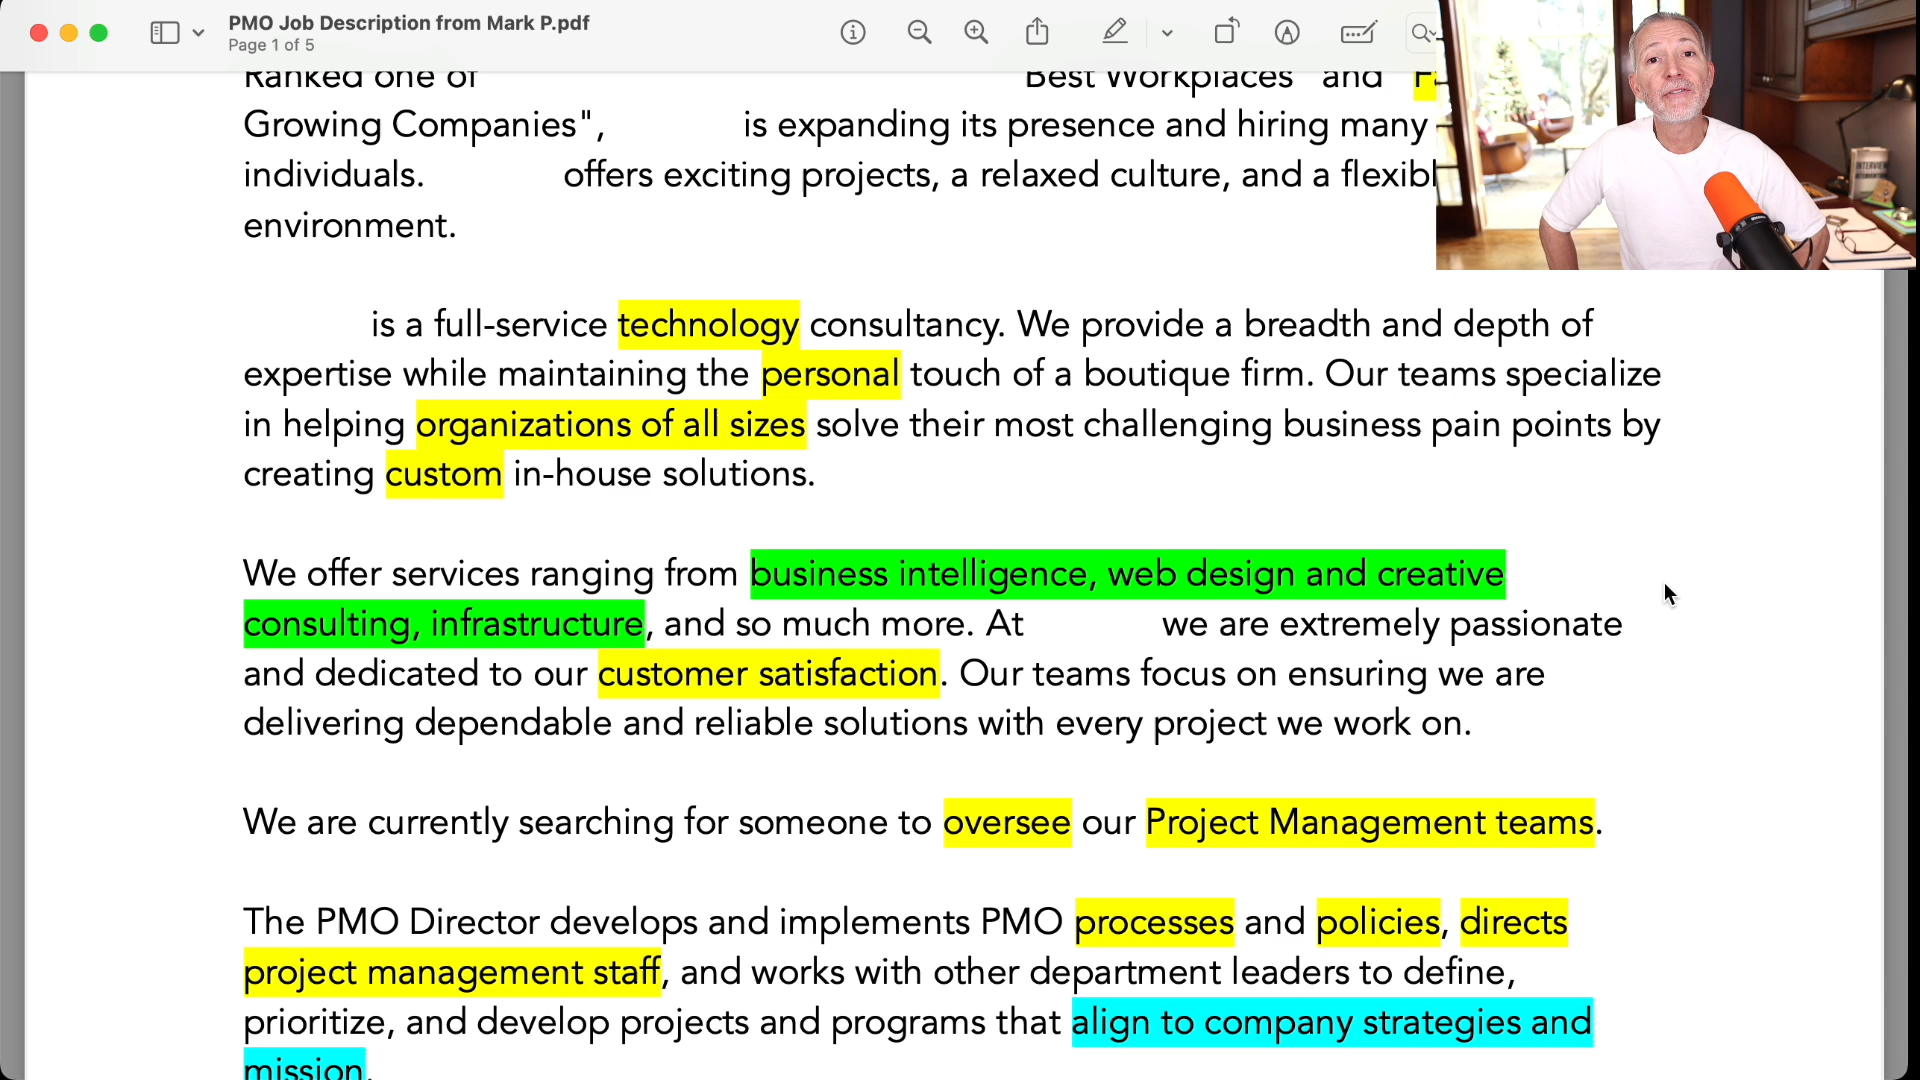 PMO Job Description from Mark P.pdf
Page 1 of 5
Ranked one of Best Workplaces" and
Growing Companies", is expanding its presence and hiring many
individuals. offers exciting projects, a relaxed culture, and a
environment.
is a full-service technology consultancy. We provide a breadth and depth of
expertise while maintaining the personal touch of a boutique firm. Our teams specialize
in helping organizations of all sizes solve their most challenging business pain points by
creating custom in-house solutions.
We offer services ranging from business intelligence, web design and creative
consulting, infrastructure, and so much more. At we are extremely passionate
and dedicated to our customer satisfaction. Our teams focus on ensuring we are
delivering dependable and reliable solutions with every project we work on.
We are currently searching for someone to oversee our Project Management teams.
The PMO Director develops and implements PMO processes and policies, directs
project management staff, and works with other department leaders to define,
prioritize, and develop projects and programs that align to company strategies and
mission.